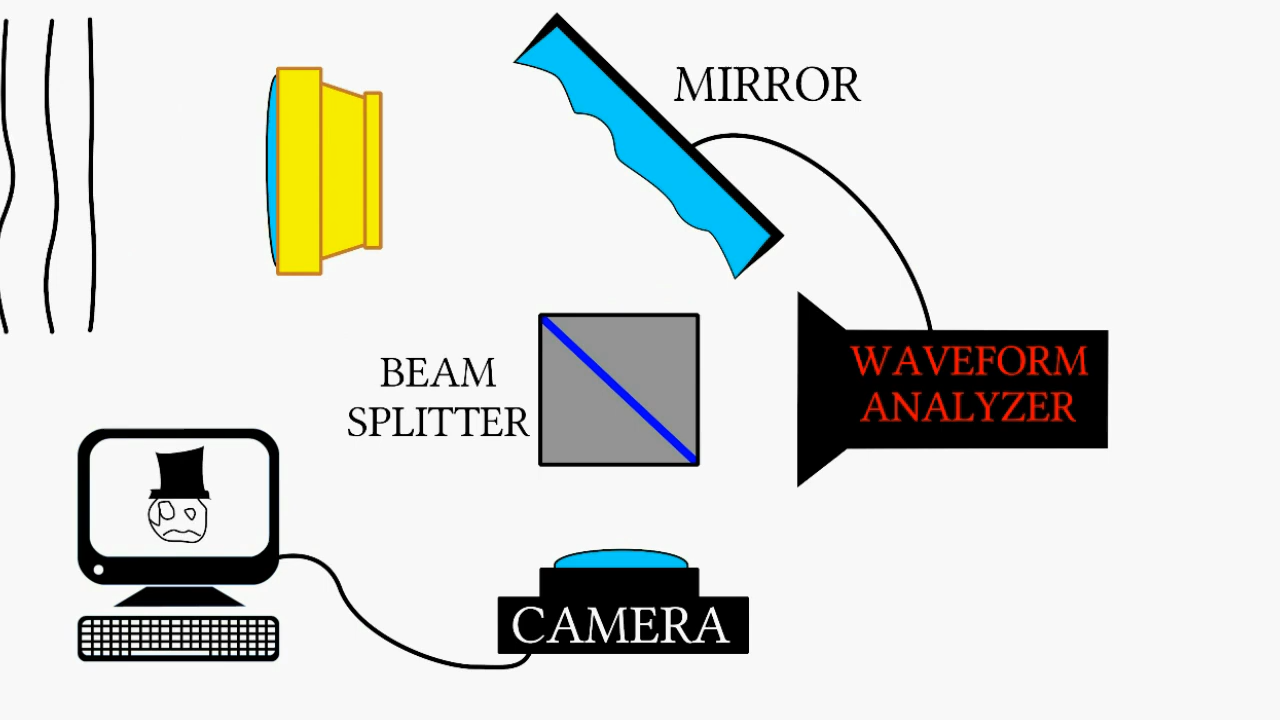 MIRROR
BEAM
SPLITTER
WAVEFORM
ANALYZER
CAMERA